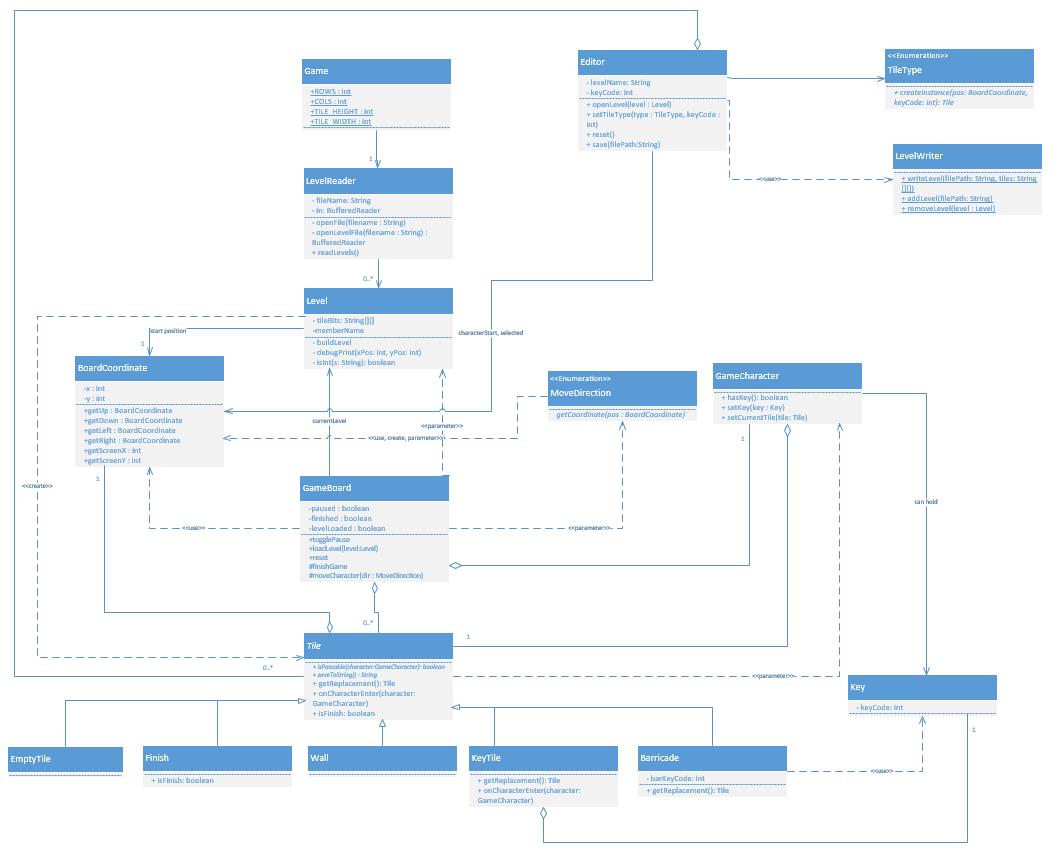 Game
+ROWS : int
+COLS : int
+TILE_HEIGHT : int
+TILE_WIDTH : int
Editor
- levelName: String
- keyCode: int
+ openLevel(level : Level)
+ setTileType(type : TileType, keyCode :
int)
+ reset()
+ save(filePath:String)
<<Enumeration>>
TileType
+ createInstance(pos: BoardCoordinate,
keyCode: int): Tile
LevelWriter
+ writeLevel(filePath: String, tiles: String
[][])
+ addLevel(filePath: String)
+ removeLevel(level : Level)
<<use>>
1
LevelReader
- fileName: String
- in: BufferedReader
- openFile(filename : String)
- openLevelFile(filename : String) :
BufferedReader
+ readLevels()
0..*
Level
- tileBits: String[][]
-memberName
- buildLevel
- debugPrint(xPos: int, yPos: int)
- isInt(s: String): boolean
start position
1
characterStart, selected
BoardCoordinate
-x : int
-y : int
+getUp : BoardCoordinate
+getDown : BoardCoordinate
+getLeft : BoardCoordinate
+getRight : BoardCoordinate
+getScreenX : int
+getScreenY : int
1
<<Enumeration>>
MoveDirection
getCoordinate(pos : BoardCoordinate)
GameCharacter
+ hasKey(): boolean
+ setKey(key : Key)
+ setCurrentTile(tile: Tile)
1
currentLevel
<<parameter>>
<<use, create, parameter>>
<<create>>
GameBoard
-paused : boolean
-finished : boolean
-levelLoaded : boolean
+togglePause
+loadLevel(level:Level)
+reset
#finishGame
#moveCharacter(dir : MoveDirection)
<<use>>
<<parameter>>
can hold
0..*
1
0..*
Tile
+ isPassable(character:GameCharacter): boolean
+ saveToString() : String
+ getReplacement(): Tile
+ onCharacterEnter(character:
GameCharacter)
+ isFinish: boolean
<<parameter>>
Key
- keyCode: int
1
EmptyTile
Finish
+ isFinish: boolean
Wall
KeyTile
+ getReplacement(): Tile
+ onCharacterEnter(character:
GameCharacter)
Barricade
- barKeyCode: int
+ getReplacement(): Tile
<<use>>